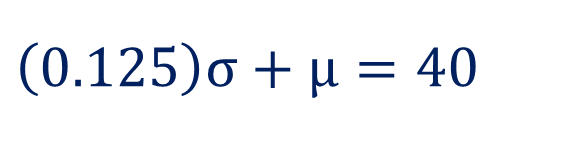 (0.125)σ + μ = 40